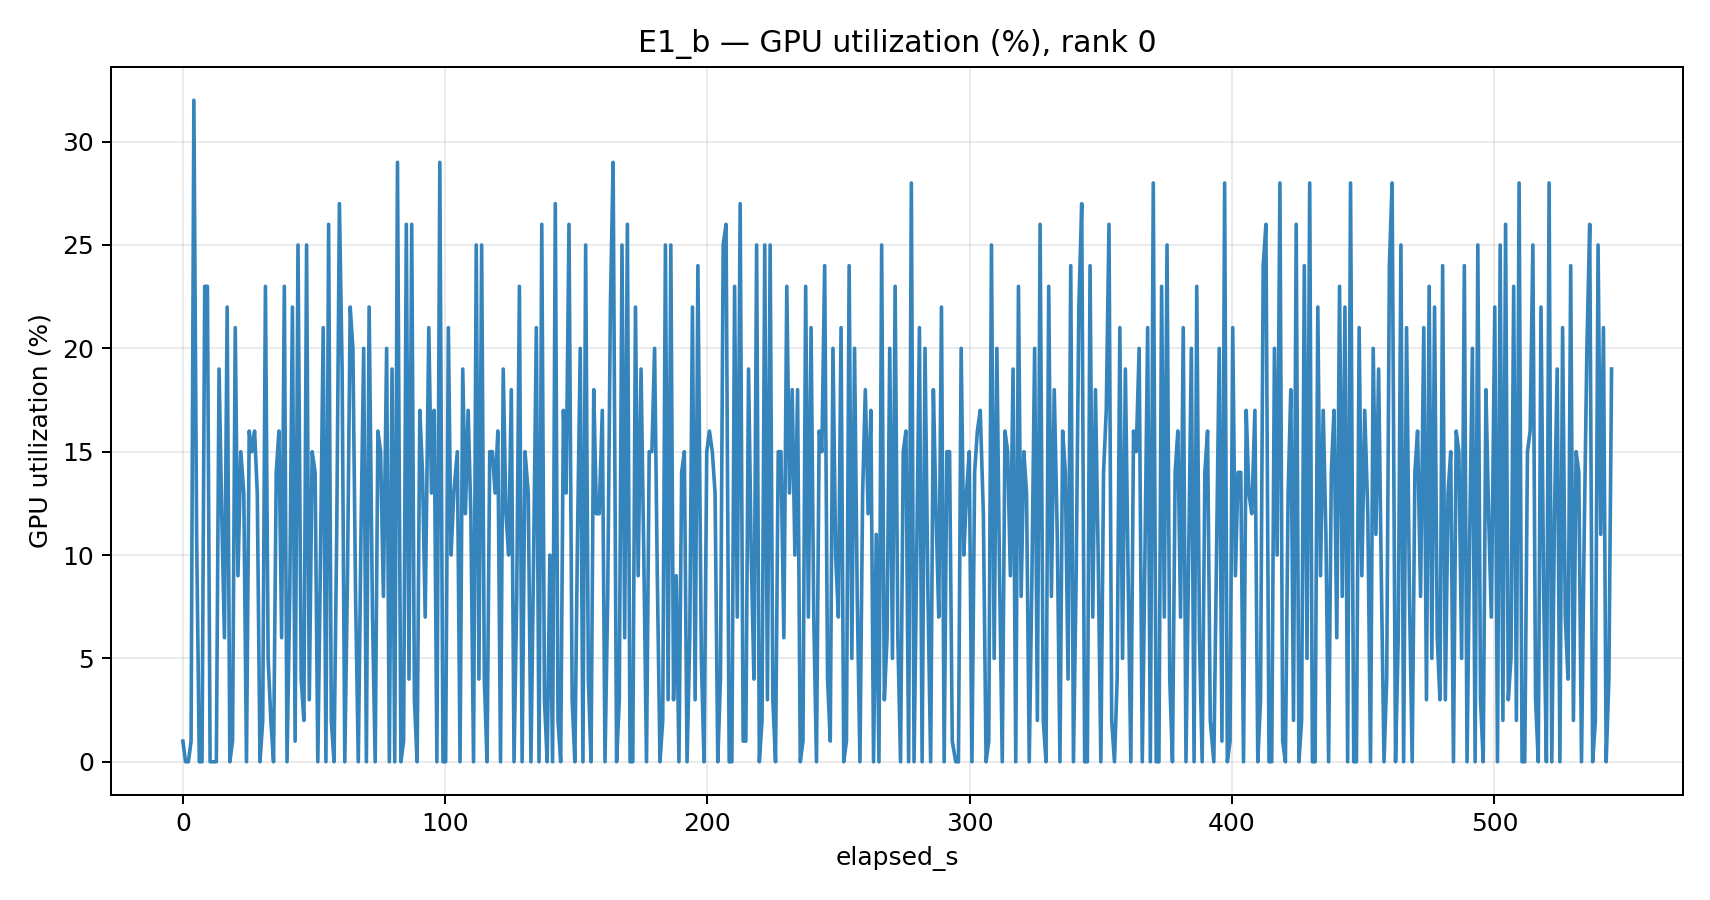 E1_b — GPU utilization (%), rank 0
GPU utilization (%)
30
25
20
15
10
5
0
0 100 200 300 400 500
elapsed_s